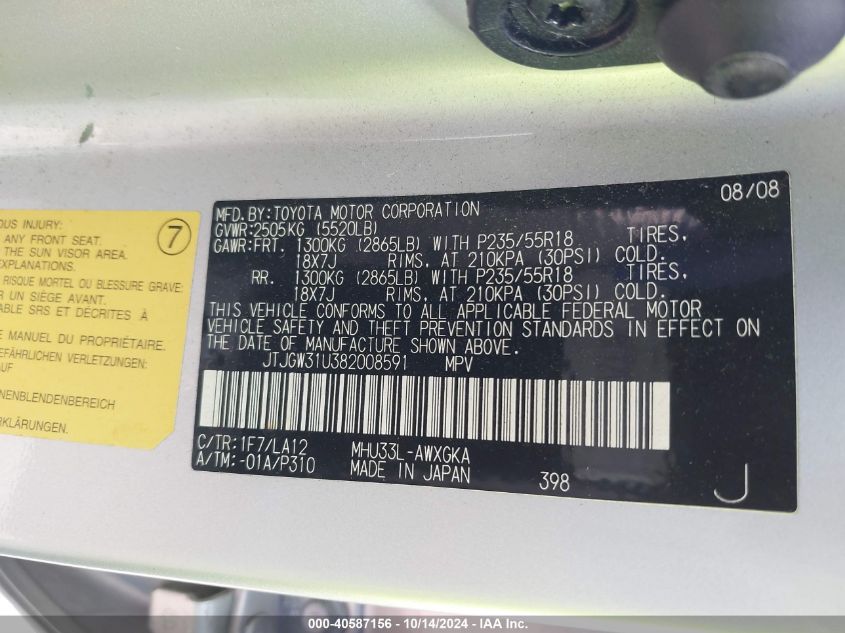 OUS INJURY:
ANY FRONT SEAT.
THE SUN VISOR AREA.
EXPLANATIONS.
7
RISQUE MORTEL OU BLESSURE GRAVE:
R UN SIÈGE AVANT.
ABLE SRS ET DÉCRITES À
E MANUEL DU PROPRIÉTAIRE.
EFÄHRLICHEN VERLETZUNGEN:
AUF
NENBLENDENBEREICH
RKLÄRUNGEN.
08/08
MFD.BY:TOYOTA MOTOR CORPORATION
GVWR:2505KG (5520LB)
GAWR:FRT. 1300KG (2865LB) WITH P235/55R18 TIRES,
18X7J RIMS, AT 210KPA (30PSI) COLD.
RR. 1300KG (2865LB) WITH P235/55R18 TIRES,
18X7J RIMS, AT 210KPA (30PSI) COLD.
THIS VEHICLE CONFORMS TO ALL APPLICABLE FEDERAL MOTOR
VEHICLE SAFETY AND THEFT PREVENTION STANDARDS IN EFFECT ON
THE DATE OF MANUFACTURE SHOWN ABOVE.
JTJGW31U382008591 MPV
C/TR:1F7/LA12 MHU33L-AWXGKA
A/TM:-01A/P310 MADE IN JAPAN 398 J
000-40587156 - 10/14/2024 - IAA Inc.